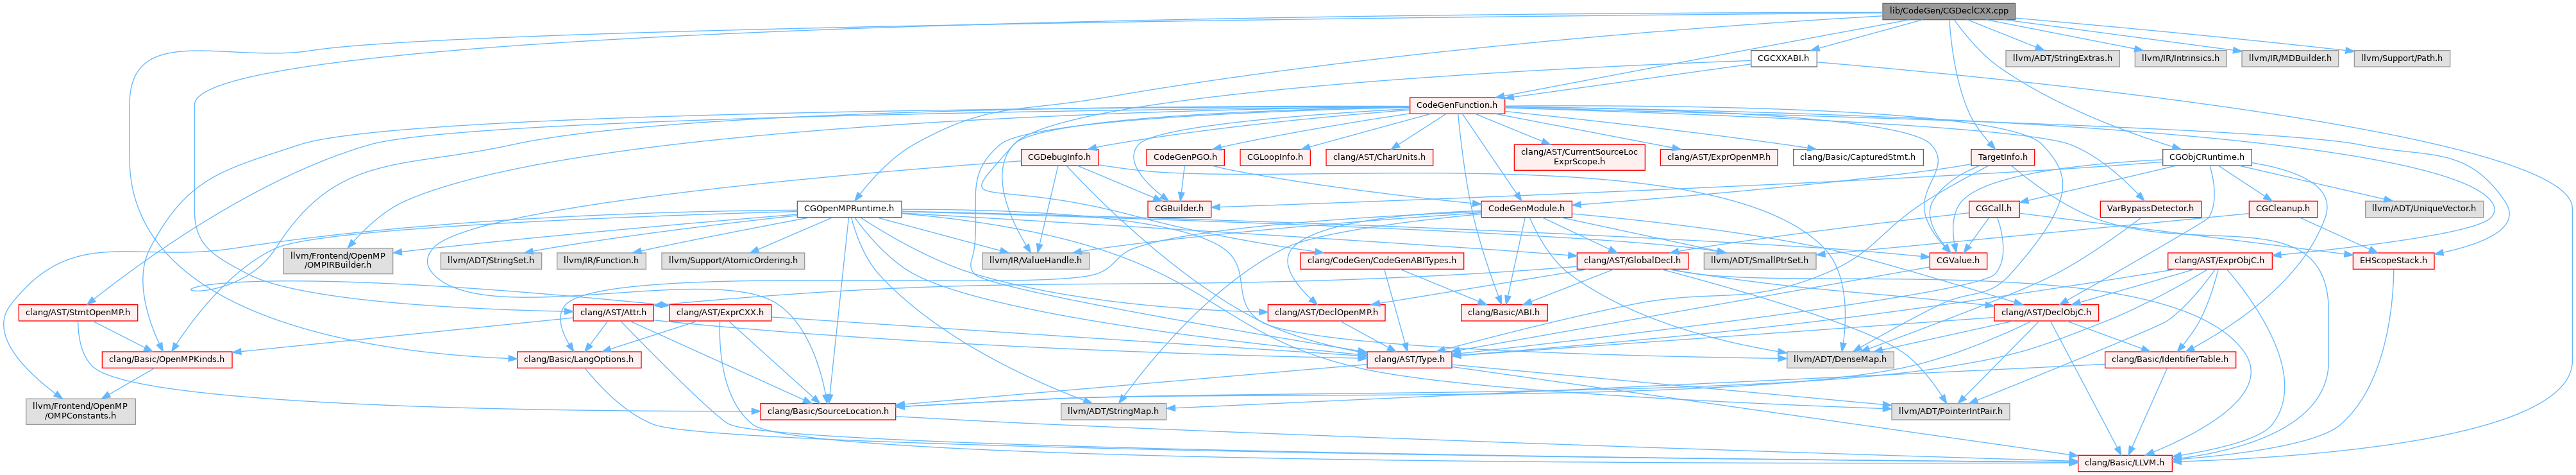 lib/CodeGen/CGDeclCXX.cpp
CGCXXABI.h
llvm/ADT/StringExtras.h
llvm/IR/Intrinsics.h
llvm/IR/MDBuilder.h
llvm/Support/Path.h
CodeGenFunction.h
CGDebugInfo.h
CodeGenPGO.h
CGLoopInfo.h
clang/AST/CharUnits.h
clang/AST/CurrentSourceLoc
ExprScope.h
clang/AST/ExprOpenMP.h
clang/Basic/CapturedStmt.h
TargetInfo.h
CGObjCRuntime.h
CGOpenMPRuntime.h
CGBuilder.h
CodeGenModule.h
CGCall.h
VarBypassDetector.h
CGCleanup.h
llvm/ADT/UniqueVector.h
llvm/Frontend/OpenMP
/OMPIRBuilder.h
llvm/ADT/StringSet.h
llvm/IR/Function.h
llvm/Support/AtomicOrdering.h
llvm/IR/ValueHandle.h
clang/CodeGen/CodeGenABITypes.h
clang/AST/GlobalDecl.h
llvm/ADT/SmallPtrSet.h
CGValue.h
clang/AST/ExprObjC.h
EHScopeStack.h
clang/AST/StmtOpenMP.h
clang/AST/Attr.h
clang/AST/ExprCXX.h
clang/AST/DeclOpenMP.h
clang/Basic/ABI.h
clang/AST/DeclObjC.h
clang/Basic/OpenMPKinds.h
clang/Basic/LangOptions.h
clang/AST/Type.h
llvm/ADT/DenseMap.h
clang/Basic/IdentifierTable.h
llvm/Frontend/OpenMP
/OMPConstants.h
clang/Basic/SourceLocation.h
llvm/ADT/StringMap.h
llvm/ADT/PointerIntPair.h
clang/Basic/LLVM.h